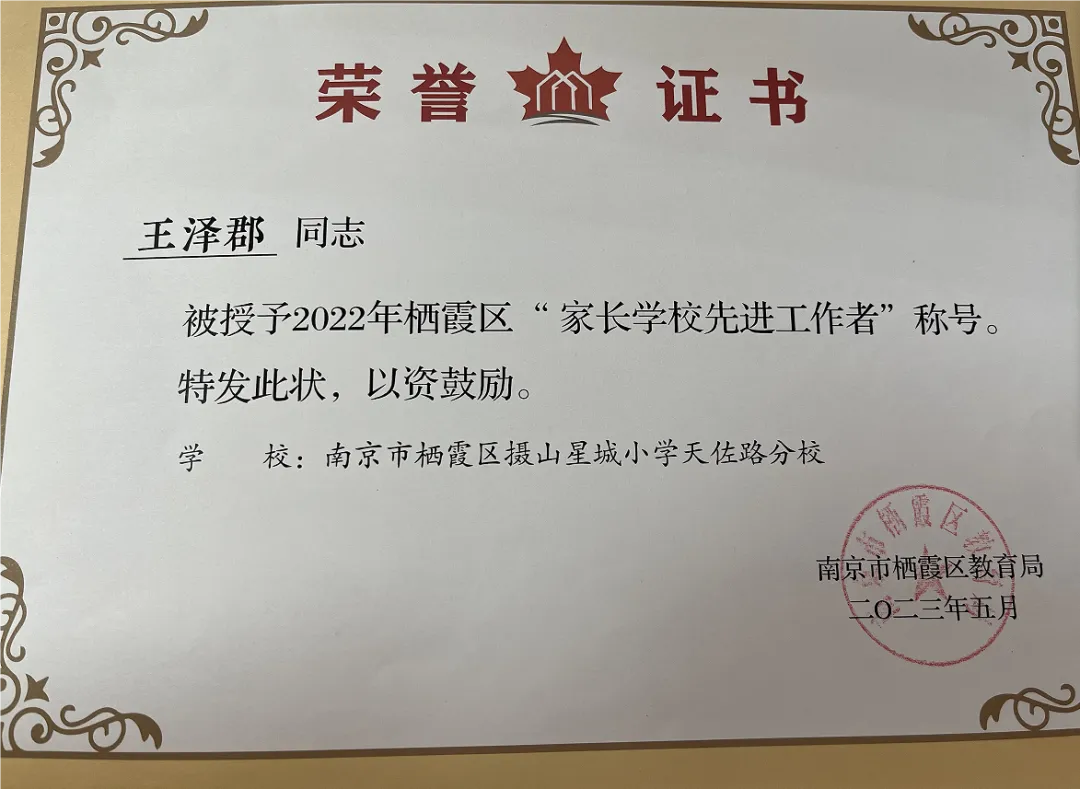 荣誉证书
王泽郡 同志
被授予2022年栖霞区“家长学校先进工作者”称号。
特发此状，以资鼓励。
学 校：南京市栖霞区摄山星城小学天佐路分校
南京市栖霞区教育局
二〇二三年五月